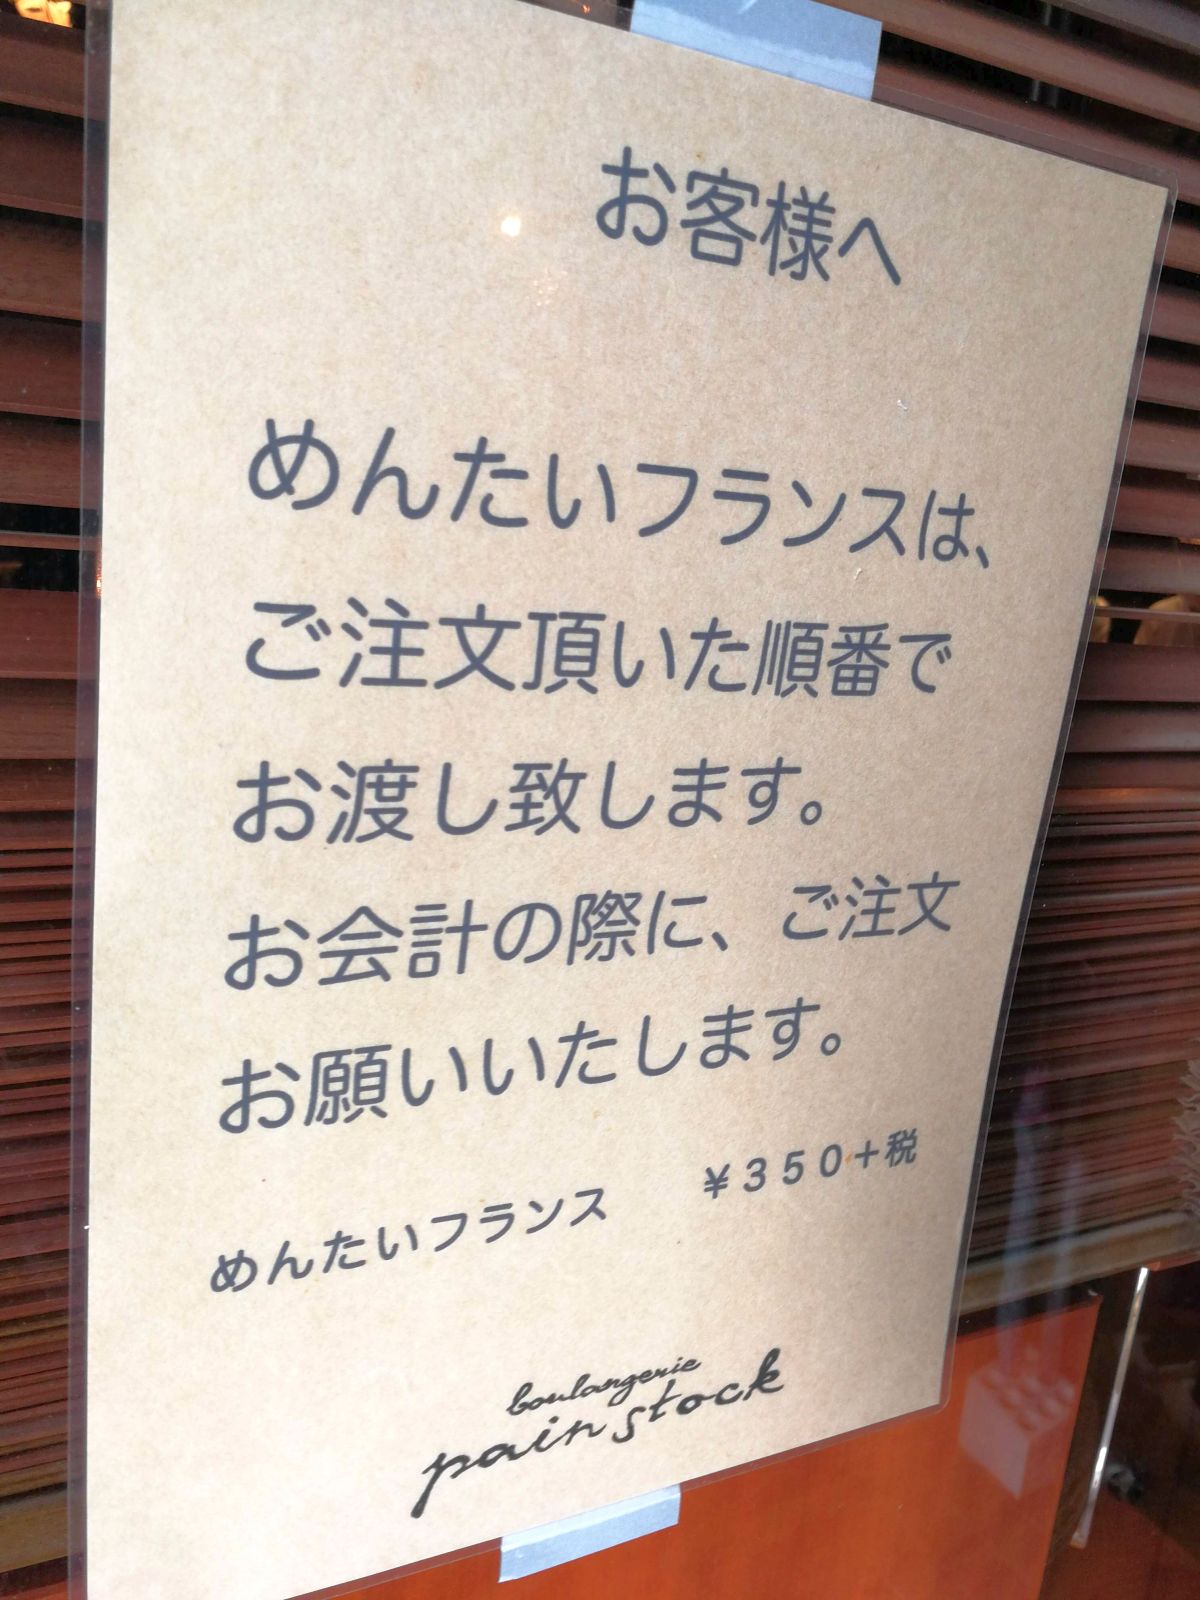 お客様へ
めんたいフランスは、
ご注文頂いた順番で
お渡し致します。
お会計の際に、ご注文
お願いいたします。
めんたいフランス ￥３５０＋税
boulangerie
pain stock